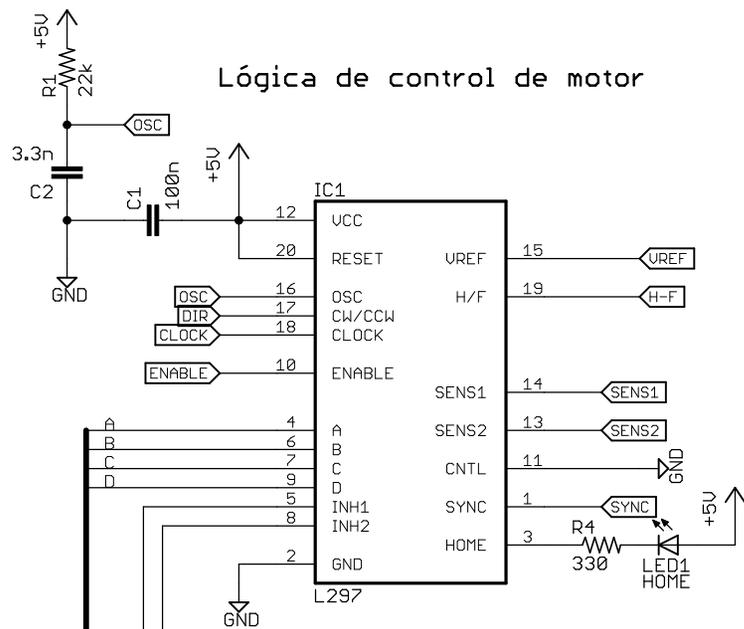 +5V
R1
22k
OSC
3.3n
C2
C1
100n
+5V
GND
Lógica de control de motor
IC1
12 VCC
20 RESET
OSC 16 OSC
DIR 17 CW/CCW
CLOCK 18 CLOCK
ENABLE 10 ENABLE
A 4 A
B 6 B
C 7 C
D 9 D
5 INH1
8 INH2
2 GND
GND
VREF 15 VREF
H/F 19 H-F
SENS1 14 SENS1
SENS2 13 SENS2
CNTL 11 GND
SYNC 1 SYNC
HOME 3
R4
330
LED1
HOME
+5V
L297